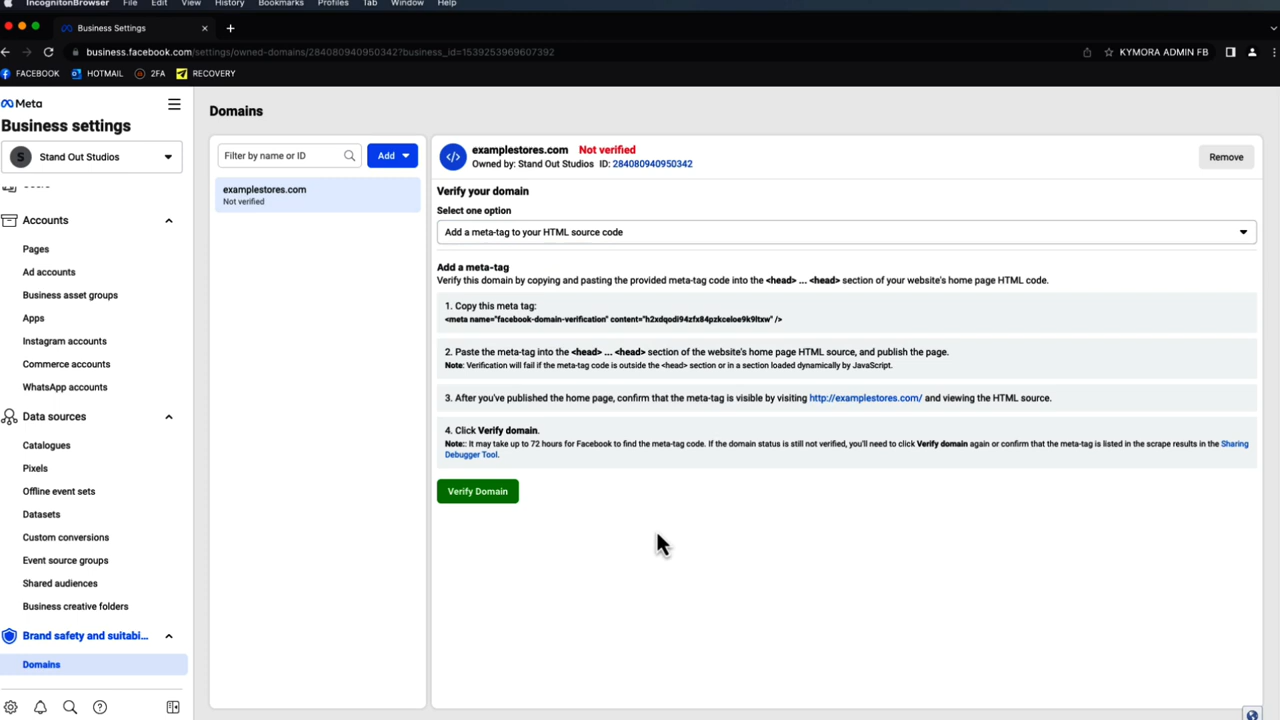 IncognitonBrowser File Edit View History Bookmarks Profiles Tab Window Help
Business Settings
business.facebook.com/settings/owned-domains/284080940950342?business_id=1539253969607392
KYMORA ADMIN FB
FACEBOOK HOTMAIL 2FA RECOVERY
Meta
Business settings
S Stand Out Studios
Users
Accounts
Pages
Ad accounts
Business asset groups
Apps
Instagram accounts
Commerce accounts
WhatsApp accounts
Data sources
Catalogues
Pixels
Offline event sets
Datasets
Custom conversions
Event source groups
Shared audiences
Business creative folders
Brand safety and suitabi...
Domains
Domains
Filter by name or ID
Add
examplestores.com
Not verified
examplestores.com Not verified
Owned by: Stand Out Studios ID: 284080940950342
Remove
Verify your domain
Select one option
Add a meta-tag to your HTML source code
Add a meta-tag
Verify this domain by copying and pasting the provided meta-tag code into the <head> ... <head> section of your website's home page HTML code.
1. Copy this meta tag:
<meta name="facebook-domain-verification" content="h2xdqodi94zfx84pzkceloe9k9ltxw" />
2. Paste the meta-tag into the <head> ... <head> section of the website's home page HTML source, and publish the page.
Note: Verification will fail if the meta-tag code is outside the <head> section or in a section loaded dynamically by JavaScript.
3. After you've published the home page, confirm that the meta-tag is visible by visiting http://examplestores.com/ and viewing the HTML source.
4. Click Verify domain.
Note:: It may take up to 72 hours for Facebook to find the meta-tag code. If the domain status is still not verified, you'll need to click Verify domain again or confirm that the meta-tag is listed in the scrape results in the Sharing
Debugger Tool.
Verify Domain